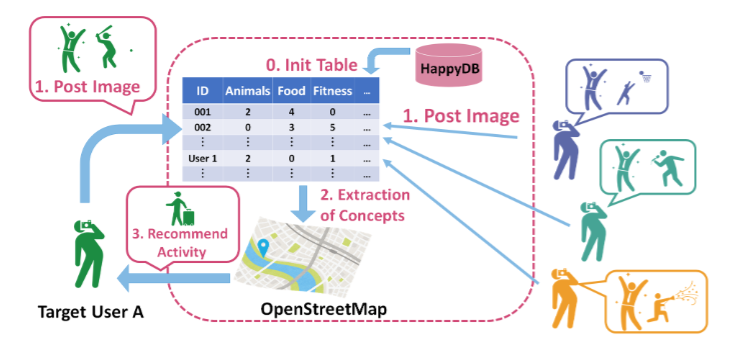 0. Init Table
HappyDB
1. Post Image
ID Animals Food Fitness ...
001 2 4 0 ...
002 0 3 5 ...
⋮ ⋮ ⋮ ⋮ ⋮
User 1 2 0 1 ...
⋮ ⋮ ⋮ ⋮ ⋮
1. Post Image
2. Extraction
of Concepts
3. Recommend
Activity
Target User A
OpenStreetMap